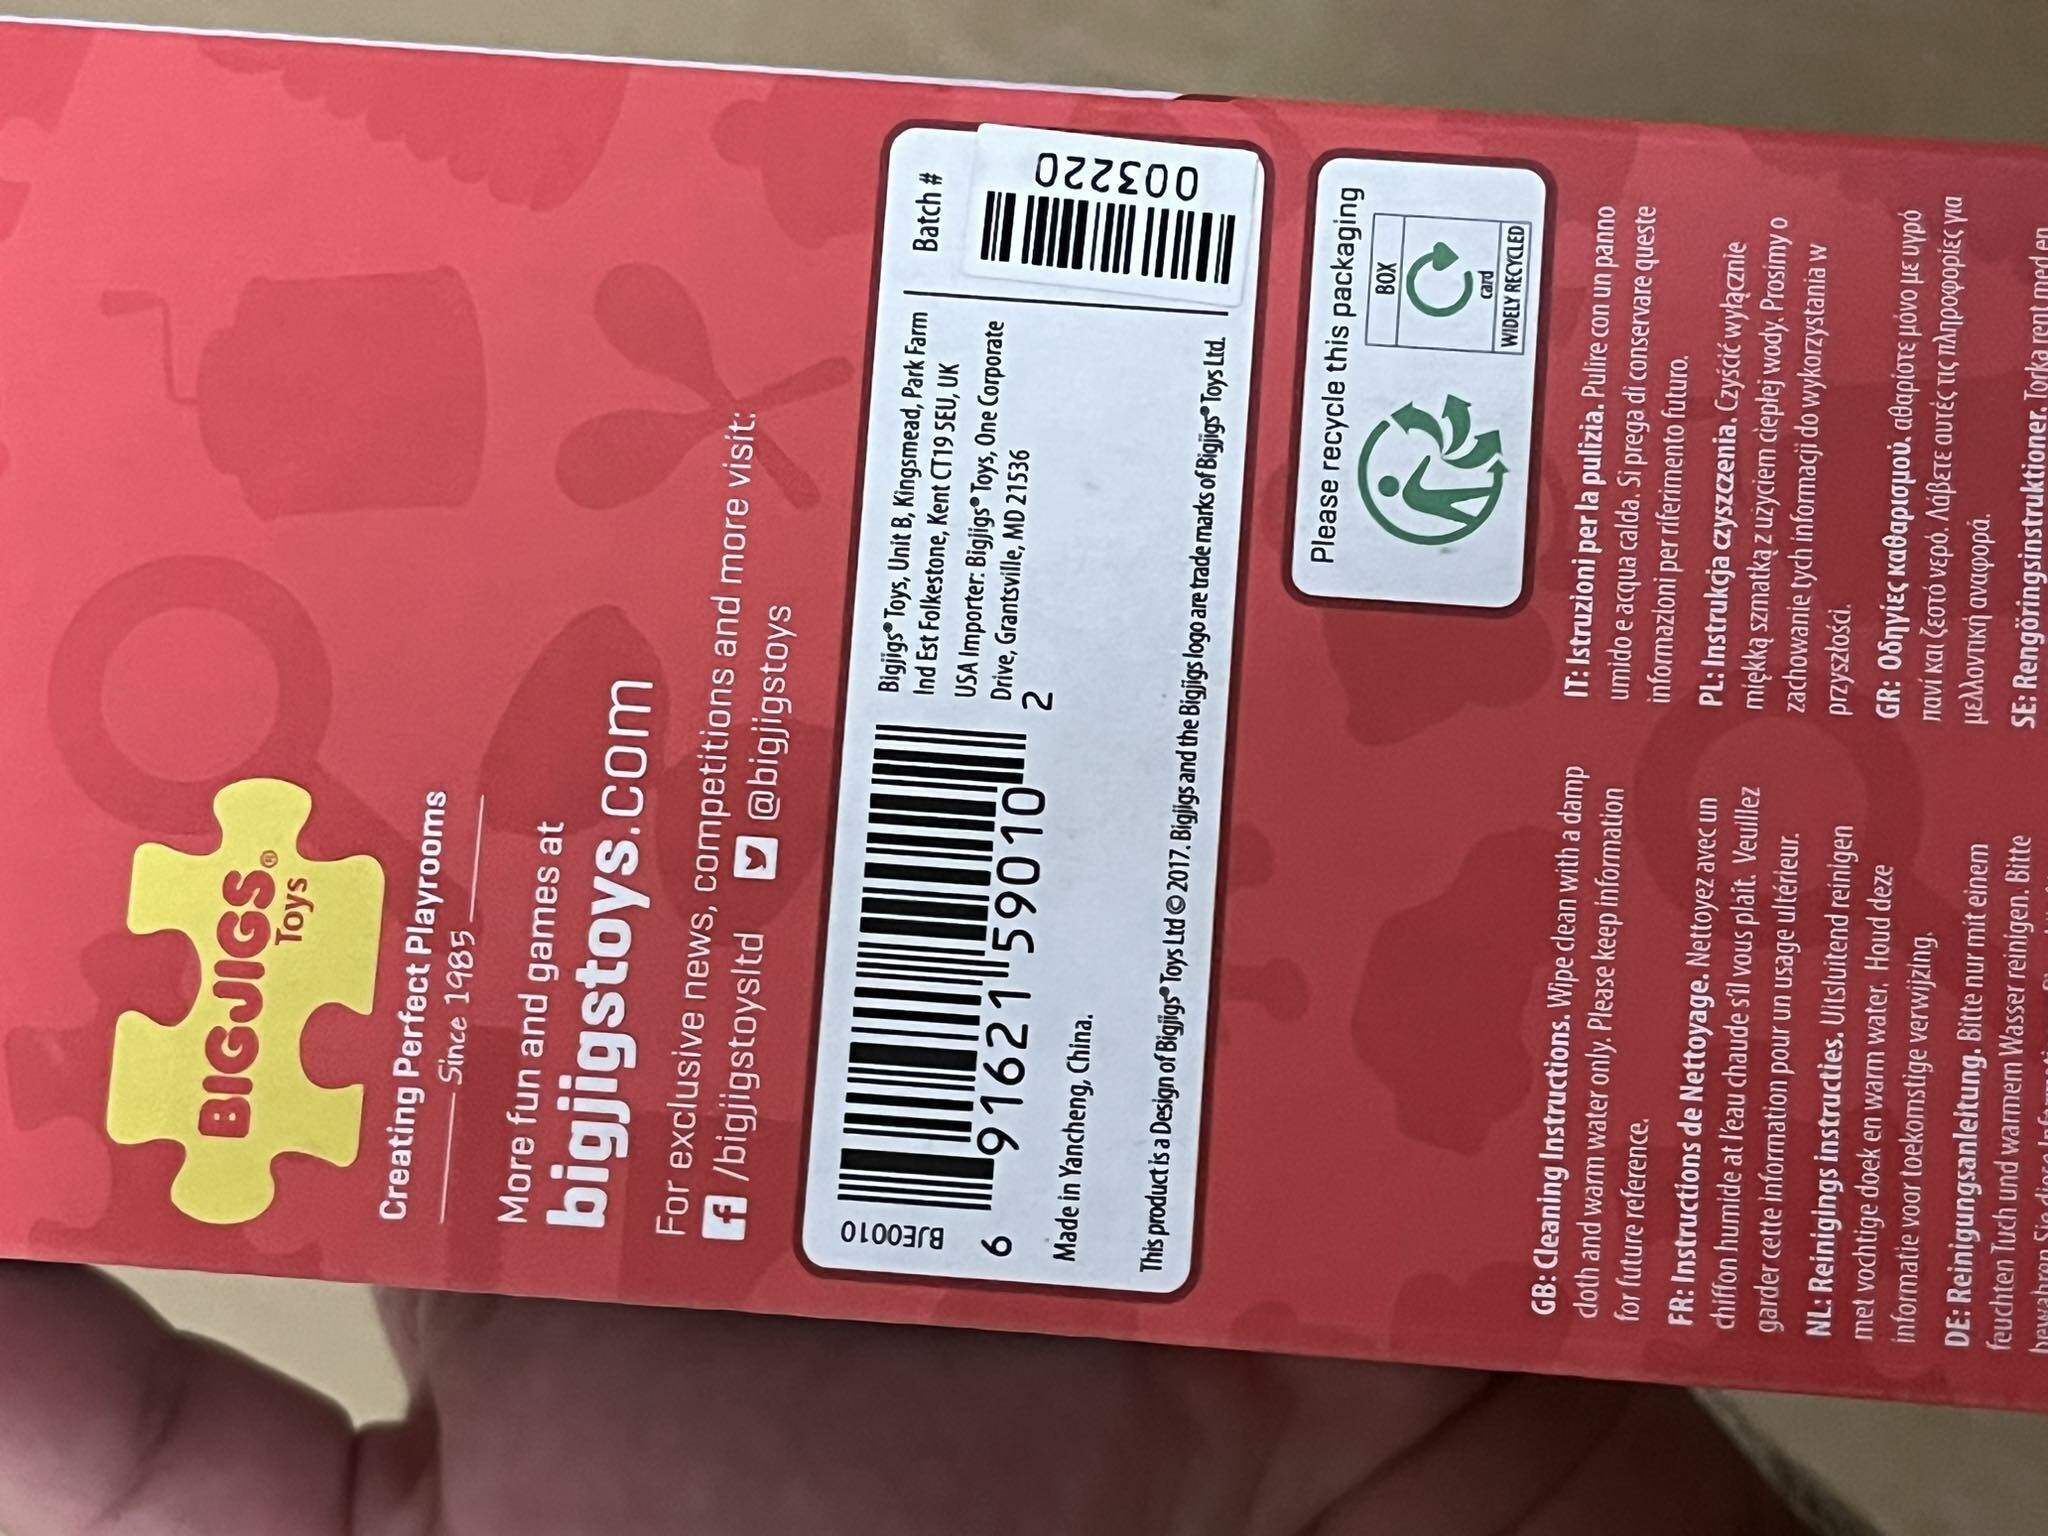 BIGJIGS®
Toys
Creating Perfect Playrooms
Since 1985
More fun and games at
bigjigstoys.com
For exclusive news, competitions and more visit:
/bigjigstoysltd @bigjigstoys
BJE0010
6 91621 59010 2
Bigjigs® Toys, Unit B, Kingsmead, Park Farm
Ind Est Folkestone, Kent CT19 5EU, UK
USA Importer: Bigjigs® Toys, One Corporate
Drive, Grantsville, MD 21536
Batch #
003220
Made in Yancheng, China.
This product is a Design of Bigjigs® Toys Ltd © 2017. Bigjigs and the Bigjigs logo are trade marks of Bigjigs® Toys Ltd.
Please recycle this packaging
BOX
card
WIDELY RECYCLED
GB: Cleaning Instructions. Wipe clean with a damp
cloth and warm water only. Please keep information
for future reference.
FR: Instructions de Nettoyage. Nettoyez avec un
chiffon humide at l'eau chaude s'il vous plaît. Veuillez
garder cette information pour un usage ultérieur.
NL: Reinigings instructies. Uitsluitend reinigen
met vochtige doek en warm water. Houd deze
informatie voor toekomstige verwijzing.
DE: Reinigungsanleitung. Bitte nur mit einem
feuchten Tuch und warmem Wasser reinigen. Bitte
IT: Istruzioni per la pulizia. Pulire con un panno
umido e acqua calda. Si prega di conservare queste
informazioni per riferimento futuro.
PL: Instrukcja czyszczenia. Czyścić wyłącznie
miękką szmatką z użyciem ciepłej wody. Prosimy o
zachowanie tych informacji do wykorzystania w
przyszłości.
GR: Οδηγίες καθαρισμού. αθαρίστε μόνο με υγρό
πανί και ζεστό νερό. Λάβετε αυτές τις πληροφορίες για
μελλοντική αναφορά.
SE: Rengöringsinstruktioner. Torka rent med en